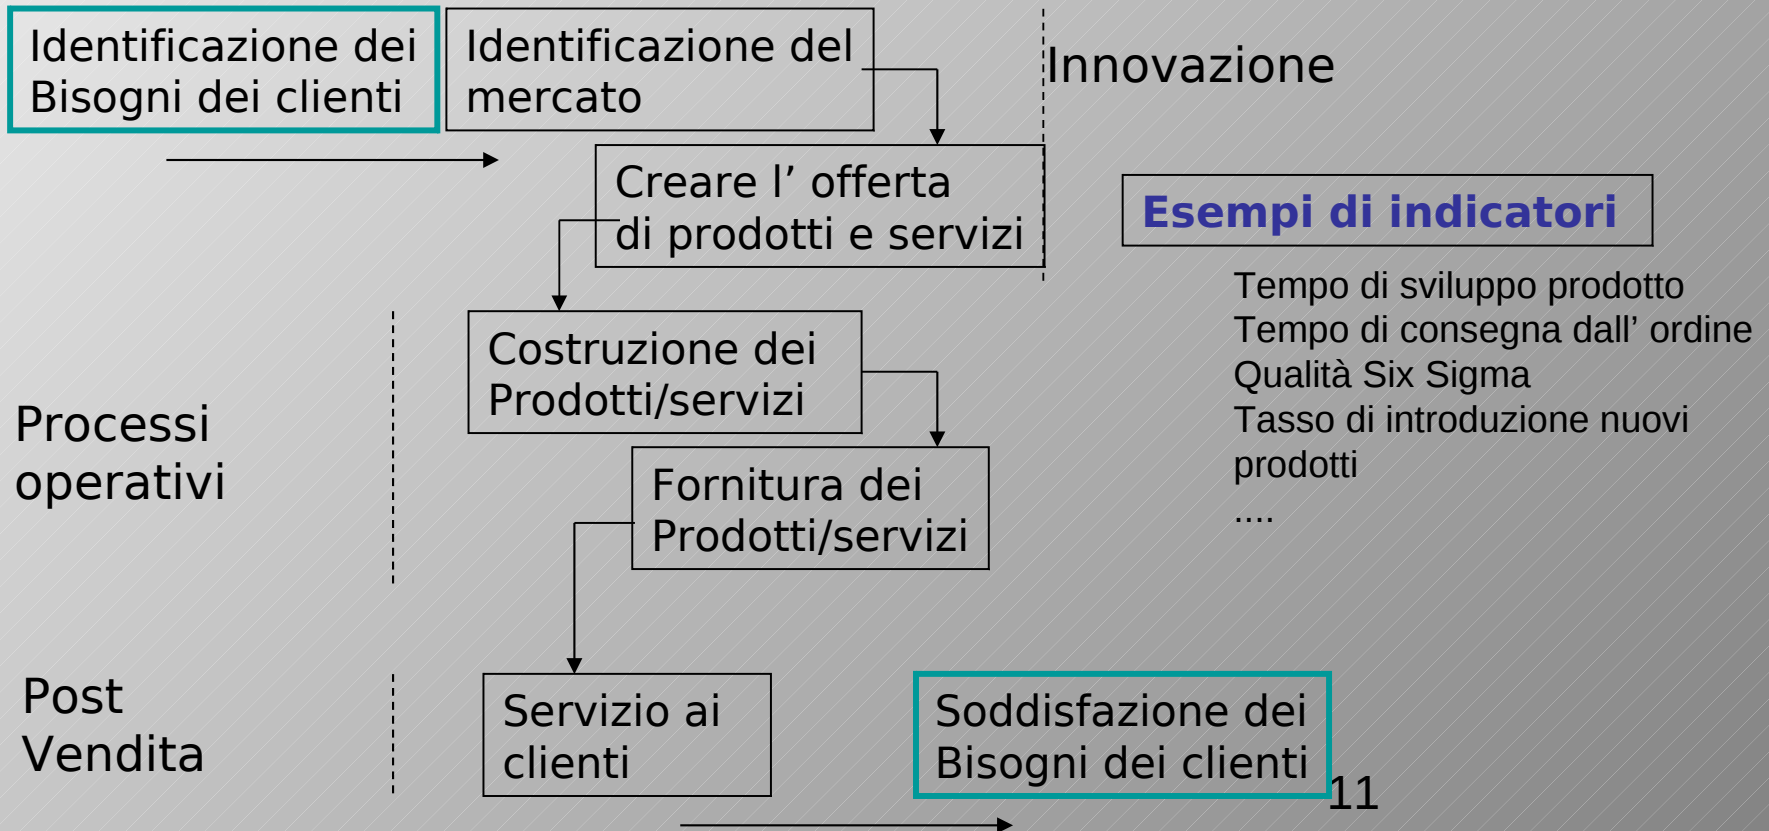 Identificazione dei
Bisogni dei clienti
Identificazione del
mercato
Innovazione
Creare l’ offerta
di prodotti e servizi
Esempi di indicatori
Tempo di sviluppo prodotto
Tempo di consegna dall’ ordine
Qualità Six Sigma
Tasso di introduzione nuovi
prodotti
....
Costruzione dei
Prodotti/servizi
Processi
operativi
Fornitura dei
Prodotti/servizi
Post
Vendita
Servizio ai
clienti
Soddisfazione dei
Bisogni dei clienti
11